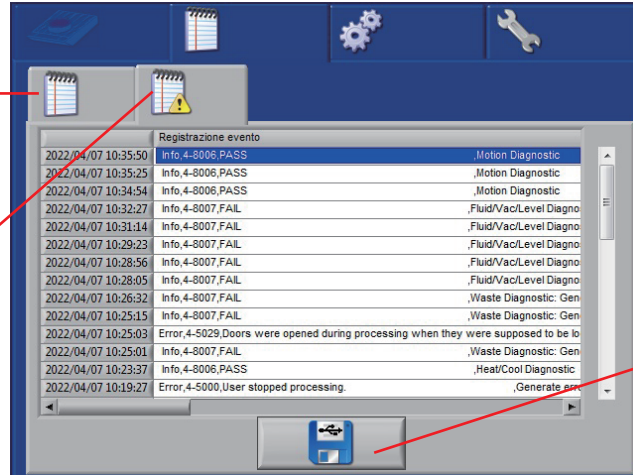 Registrazione evento
2022/04/07 10:35:50 Info,4-8006,PASS ,Motion Diagnostic
2022/04/07 10:35:25 Info,4-8006,PASS ,Motion Diagnostic
2022/04/07 10:34:54 Info,4-8006,PASS ,Motion Diagnostic
2022/04/07 10:32:27 Info,4-8007,FAIL ,Fluid/Vac/Level Diagno
2022/04/07 10:31:14 Info,4-8007,FAIL ,Fluid/Vac/Level Diagno
2022/04/07 10:29:23 Info,4-8007,FAIL ,Fluid/Vac/Level Diagno
2022/04/07 10:28:56 Info,4-8007,FAIL ,Fluid/Vac/Level Diagno
2022/04/07 10:28:05 Info,4-8007,FAIL ,Fluid/Vac/Level Diagno
2022/04/07 10:26:32 Info,4-8007,FAIL ,Waste Diagnostic: Gen
2022/04/07 10:25:15 Info,4-8007,FAIL ,Waste Diagnostic: Gen
2022/04/07 10:25:03 Error,4-5029,Doors were opened during processing when they were supposed to be lo
2022/04/07 10:25:01 Info,4-8007,FAIL ,Waste Diagnostic: Gen
2022/04/07 10:23:37 Info,4-8006,PASS ,Heat/Cool Diagnostic
2022/04/07 10:19:27 Error,4-5000,User stopped processing. ,Generate erro